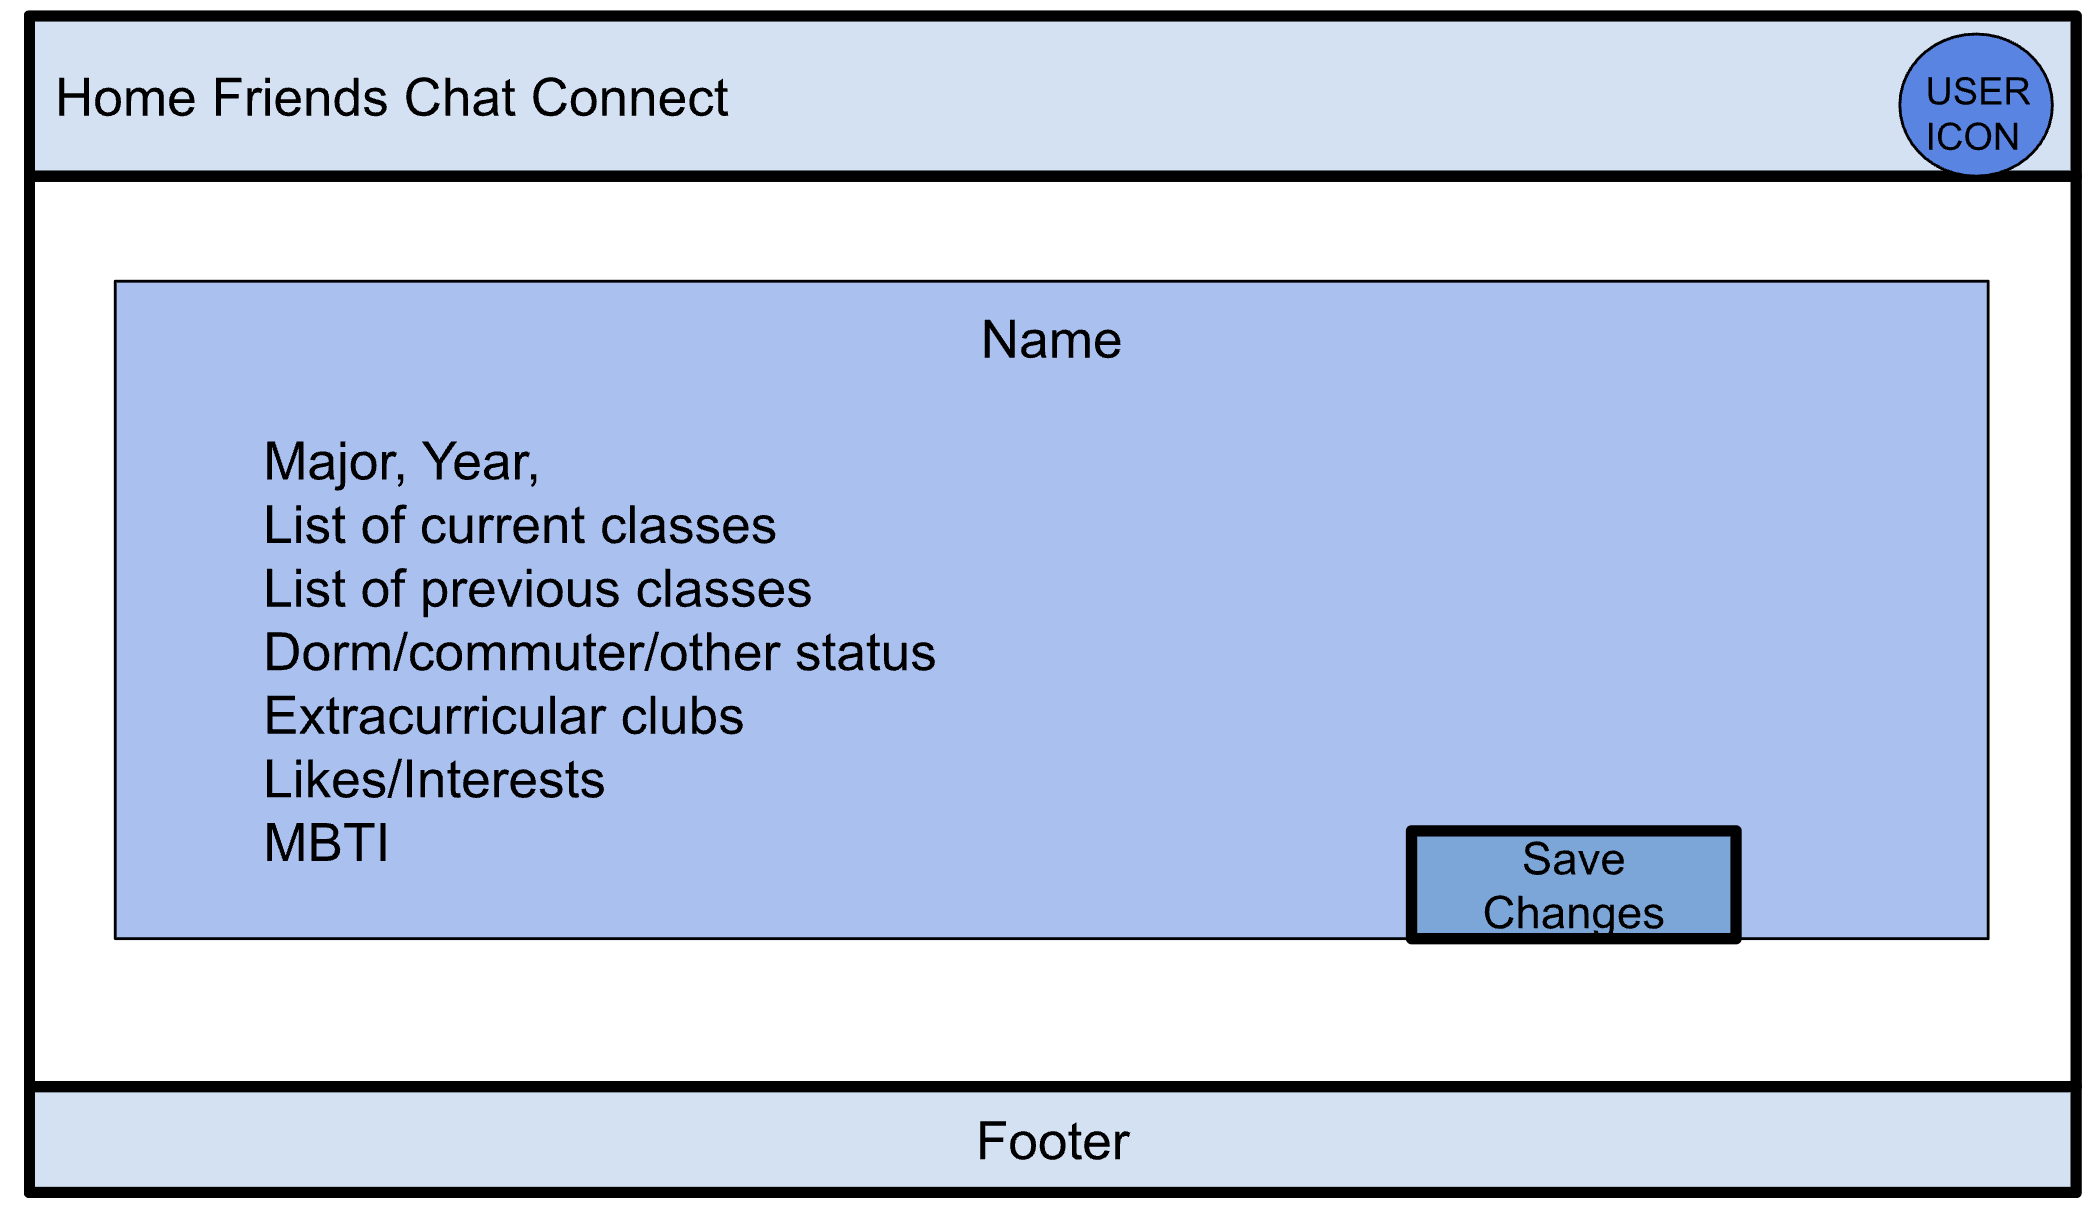 Home Friends Chat Connect
USER
ICON
Name
Major, Year,
List of current classes
List of previous classes
Dorm/commuter/other status
Extracurricular clubs
Likes/Interests
MBTI
Save
Changes
Footer